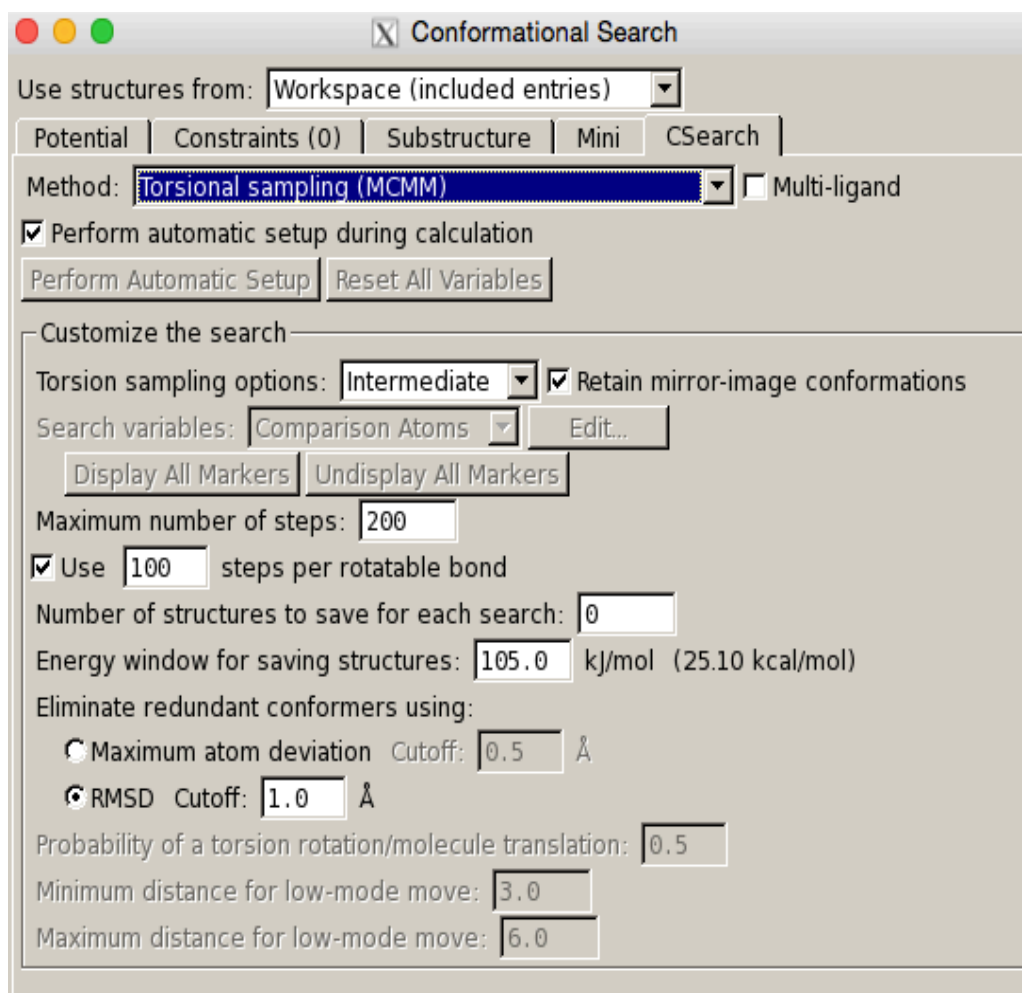 X Conformational Search
Use structures from: Workspace (included entries)
Potential Constraints (0) Substructure Mini CSearch
Method: Torsional sampling (MCMM) Multi-ligand
Perform automatic setup during calculation
Perform Automatic Setup Reset All Variables
Customize the search
Torsion sampling options: Intermediate Retain mirror-image conformations
Search variables: Comparison Atoms Edit...
Display All Markers Undisplay All Markers
Maximum number of steps: 200
Use 100 steps per rotatable bond
Number of structures to save for each search: 0
Energy window for saving structures: 105.0 kJ/mol (25.10 kcal/mol)
Eliminate redundant conformers using:
Maximum atom deviation Cutoff: 0.5 Å
RMSD Cutoff: 1.0 Å
Probability of a torsion rotation/molecule translation: 0.5
Minimum distance for low-mode move: 3.0
Maximum distance for low-mode move: 6.0